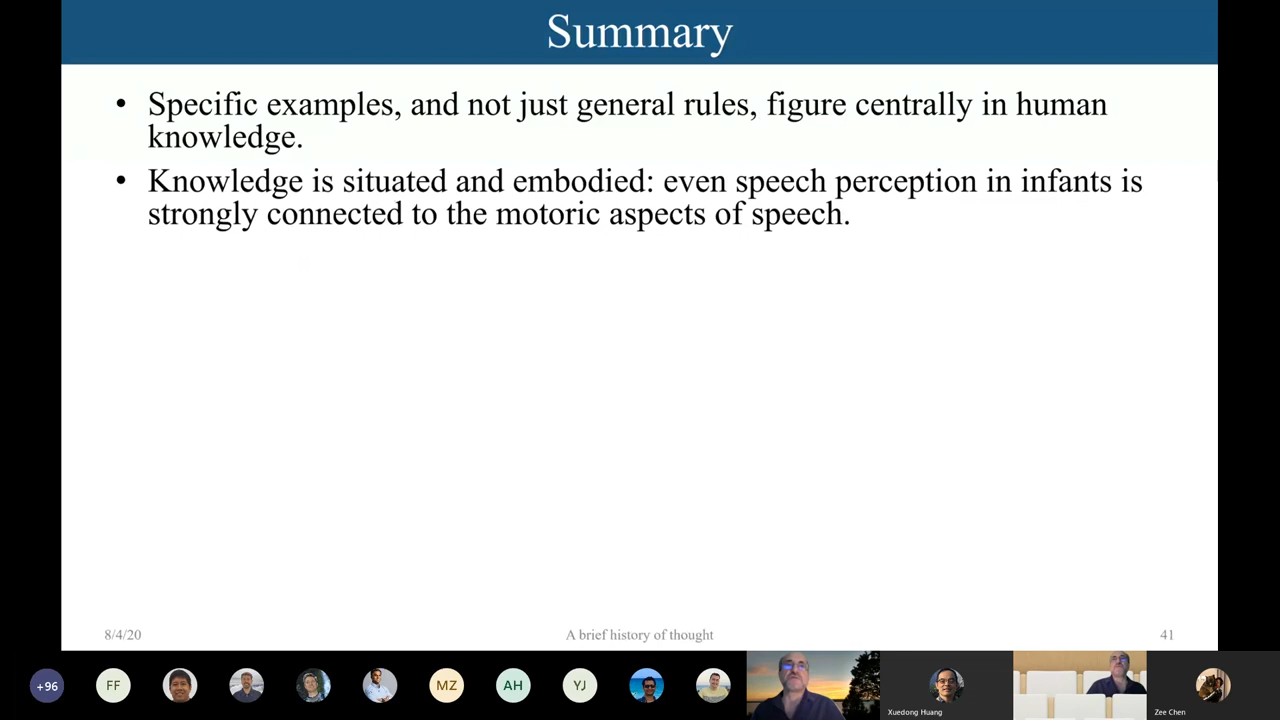 Summary
• Specific examples, and not just general rules, figure centrally in human
knowledge.
• Knowledge is situated and embodied: even speech perception in infants is
strongly connected to the motoric aspects of speech.
8/4/20
A brief history of thought
41
+96
FF
MZ
AH
YJ
Xuedong Huang
Zee Chen